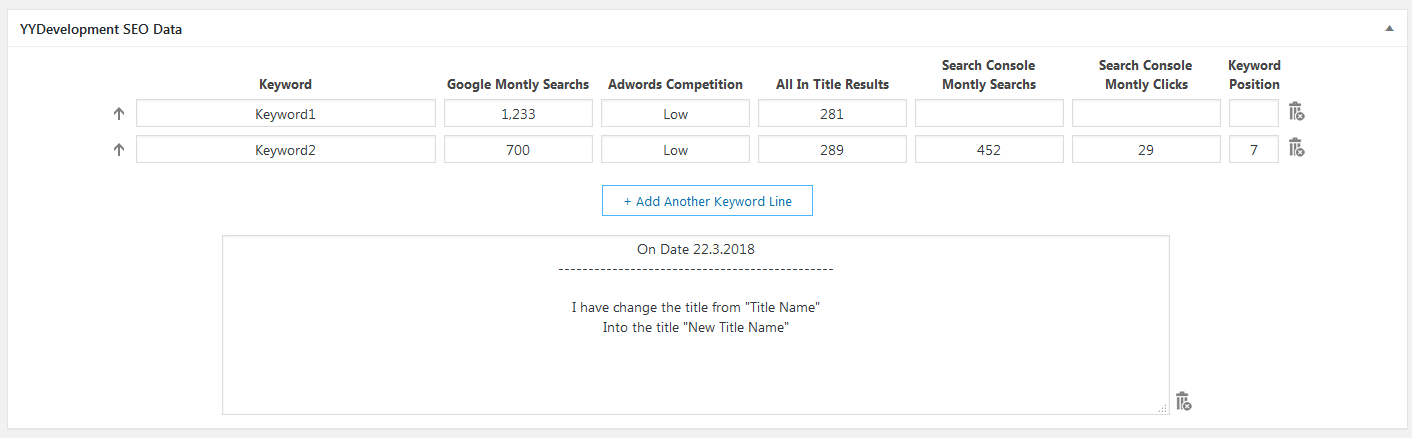 YYDevelopment SEO Data
Keyword Google Montly Searchs Adwords Competition All In Title Results Search Console Montly Searchs Search Console Montly Clicks Keyword Position
Keyword1 1,233 Low 281
Keyword2 700 Low 289 452 29 7
+ Add Another Keyword Line
On Date 22.3.2018
----------------------------------------------
I have change the title from "Title Name"
Into the title "New Title Name"